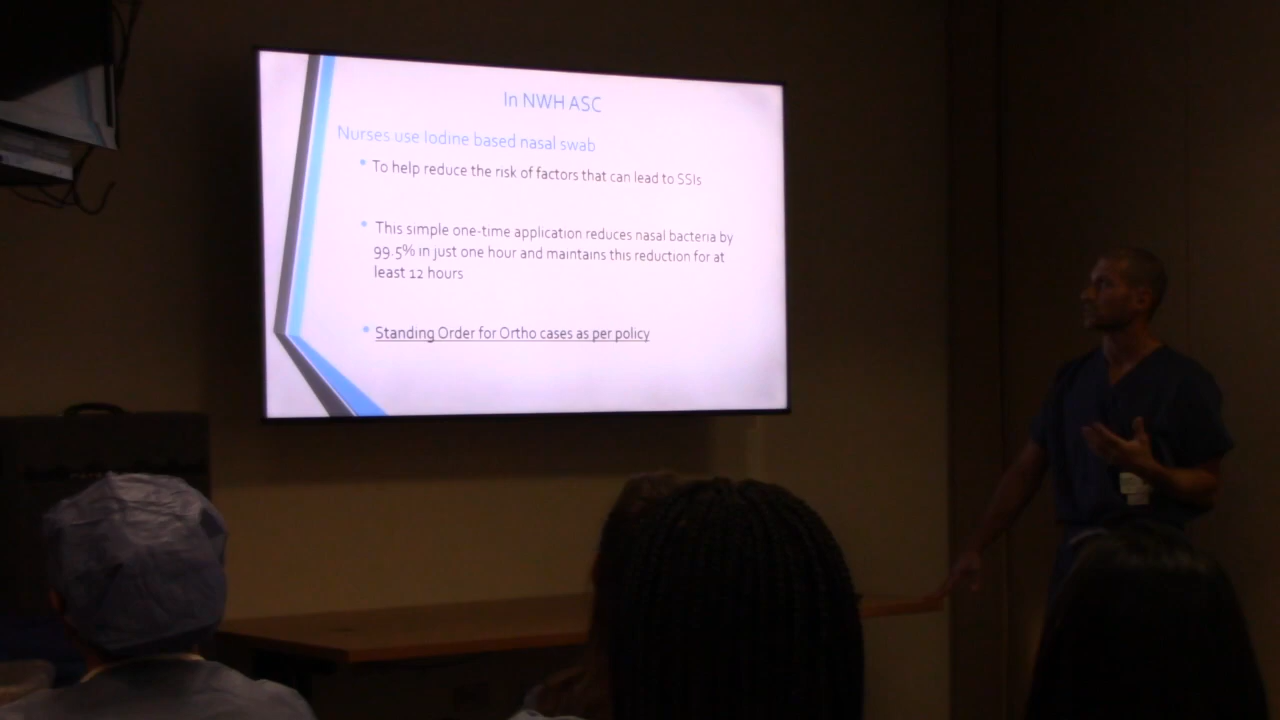 In NWH ASC
Nurses use Iodine based nasal swab
To help reduce the risk of factors that can lead to SSIs
This simple one-time application reduces nasal bacteria by
99.5% in just one hour and maintains this reduction for at
least 12 hours
Standing Order for Ortho cases as per policy